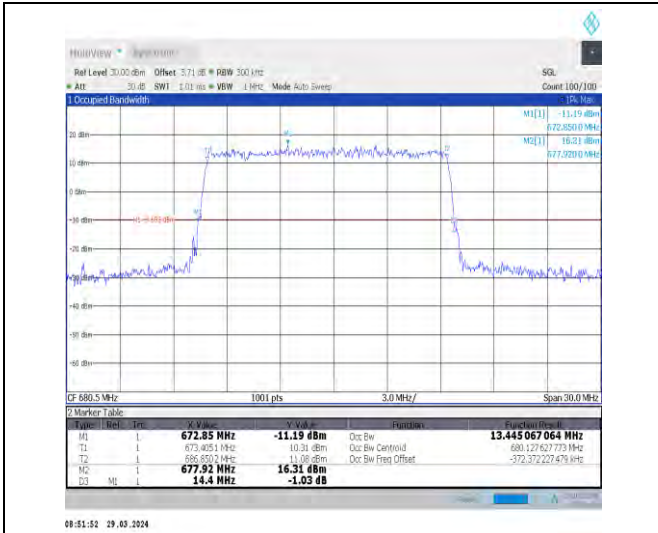 MultiView
Spectrum
Ref Level 30.00 dBm Offset 3.71 dB RBW 300 kHz SGL
Att 30 dB SWT 1.01 ms VBW 1 MHz Mode Auto Sweep Count 100/100
1 Occupied Bandwidth 1Pk Max
M1[1] -11.19 dBm
672.8500 MHz
M2[1] 16.31 dBm
677.9200 MHz
20 dBm
10 dBm
0 dBm
-10 dBm
-20 dBm
-30 dBm
-40 dBm
-50 dBm
-60 dBm
CF 680.5 MHz 1001 pts 3.0 MHz/ Span 30.0 MHz
2 Marker Table
Type Ref Trc X Value Y Value Function Function Result
M1 1 672.85 MHz -11.19 dBm Occ Bw 13.445 067 064 MHz
T1 1 673.4051 MHz 10.31 dBm Occ Bw Centroid 680.127 627 773 MHz
T2 1 686.8502 MHz 11.08 dBm Occ Bw Freq Offset -372.372 227 479 kHz
M2 1 677.92 MHz 16.31 dBm
D3 M1 1 14.4 MHz -1.03 dB
08:51:52 29.03.2024